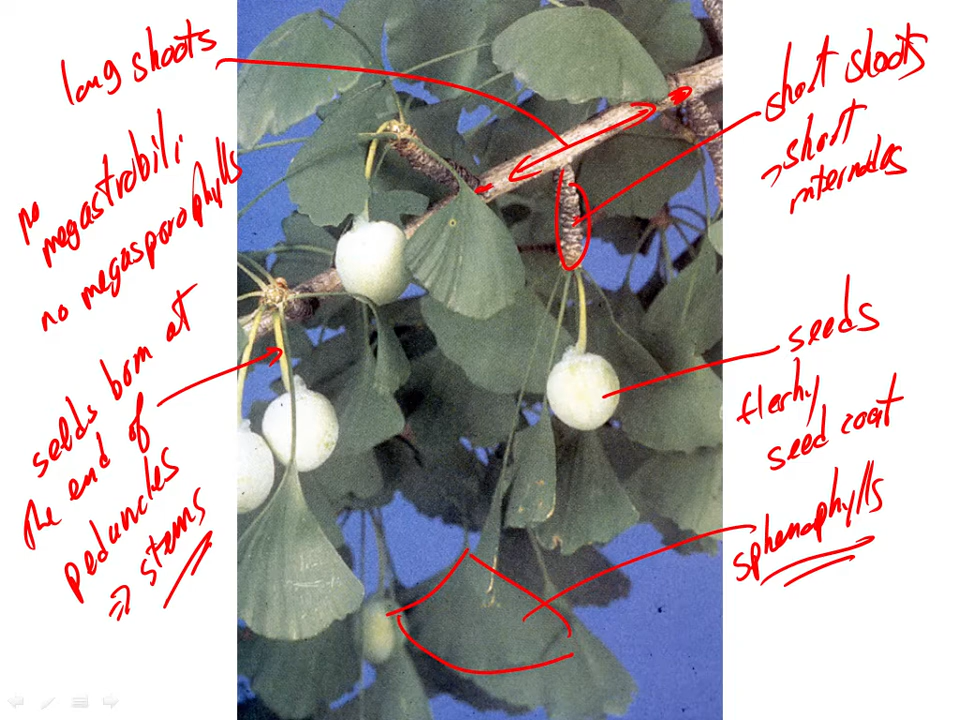 long shoots
no megastrobili
no megasporophylls
seeds born at
the end of
peduncles
⇒ stems
short shoots
→ short
internodes
seeds
fleshy
seed coat
sphenophylls